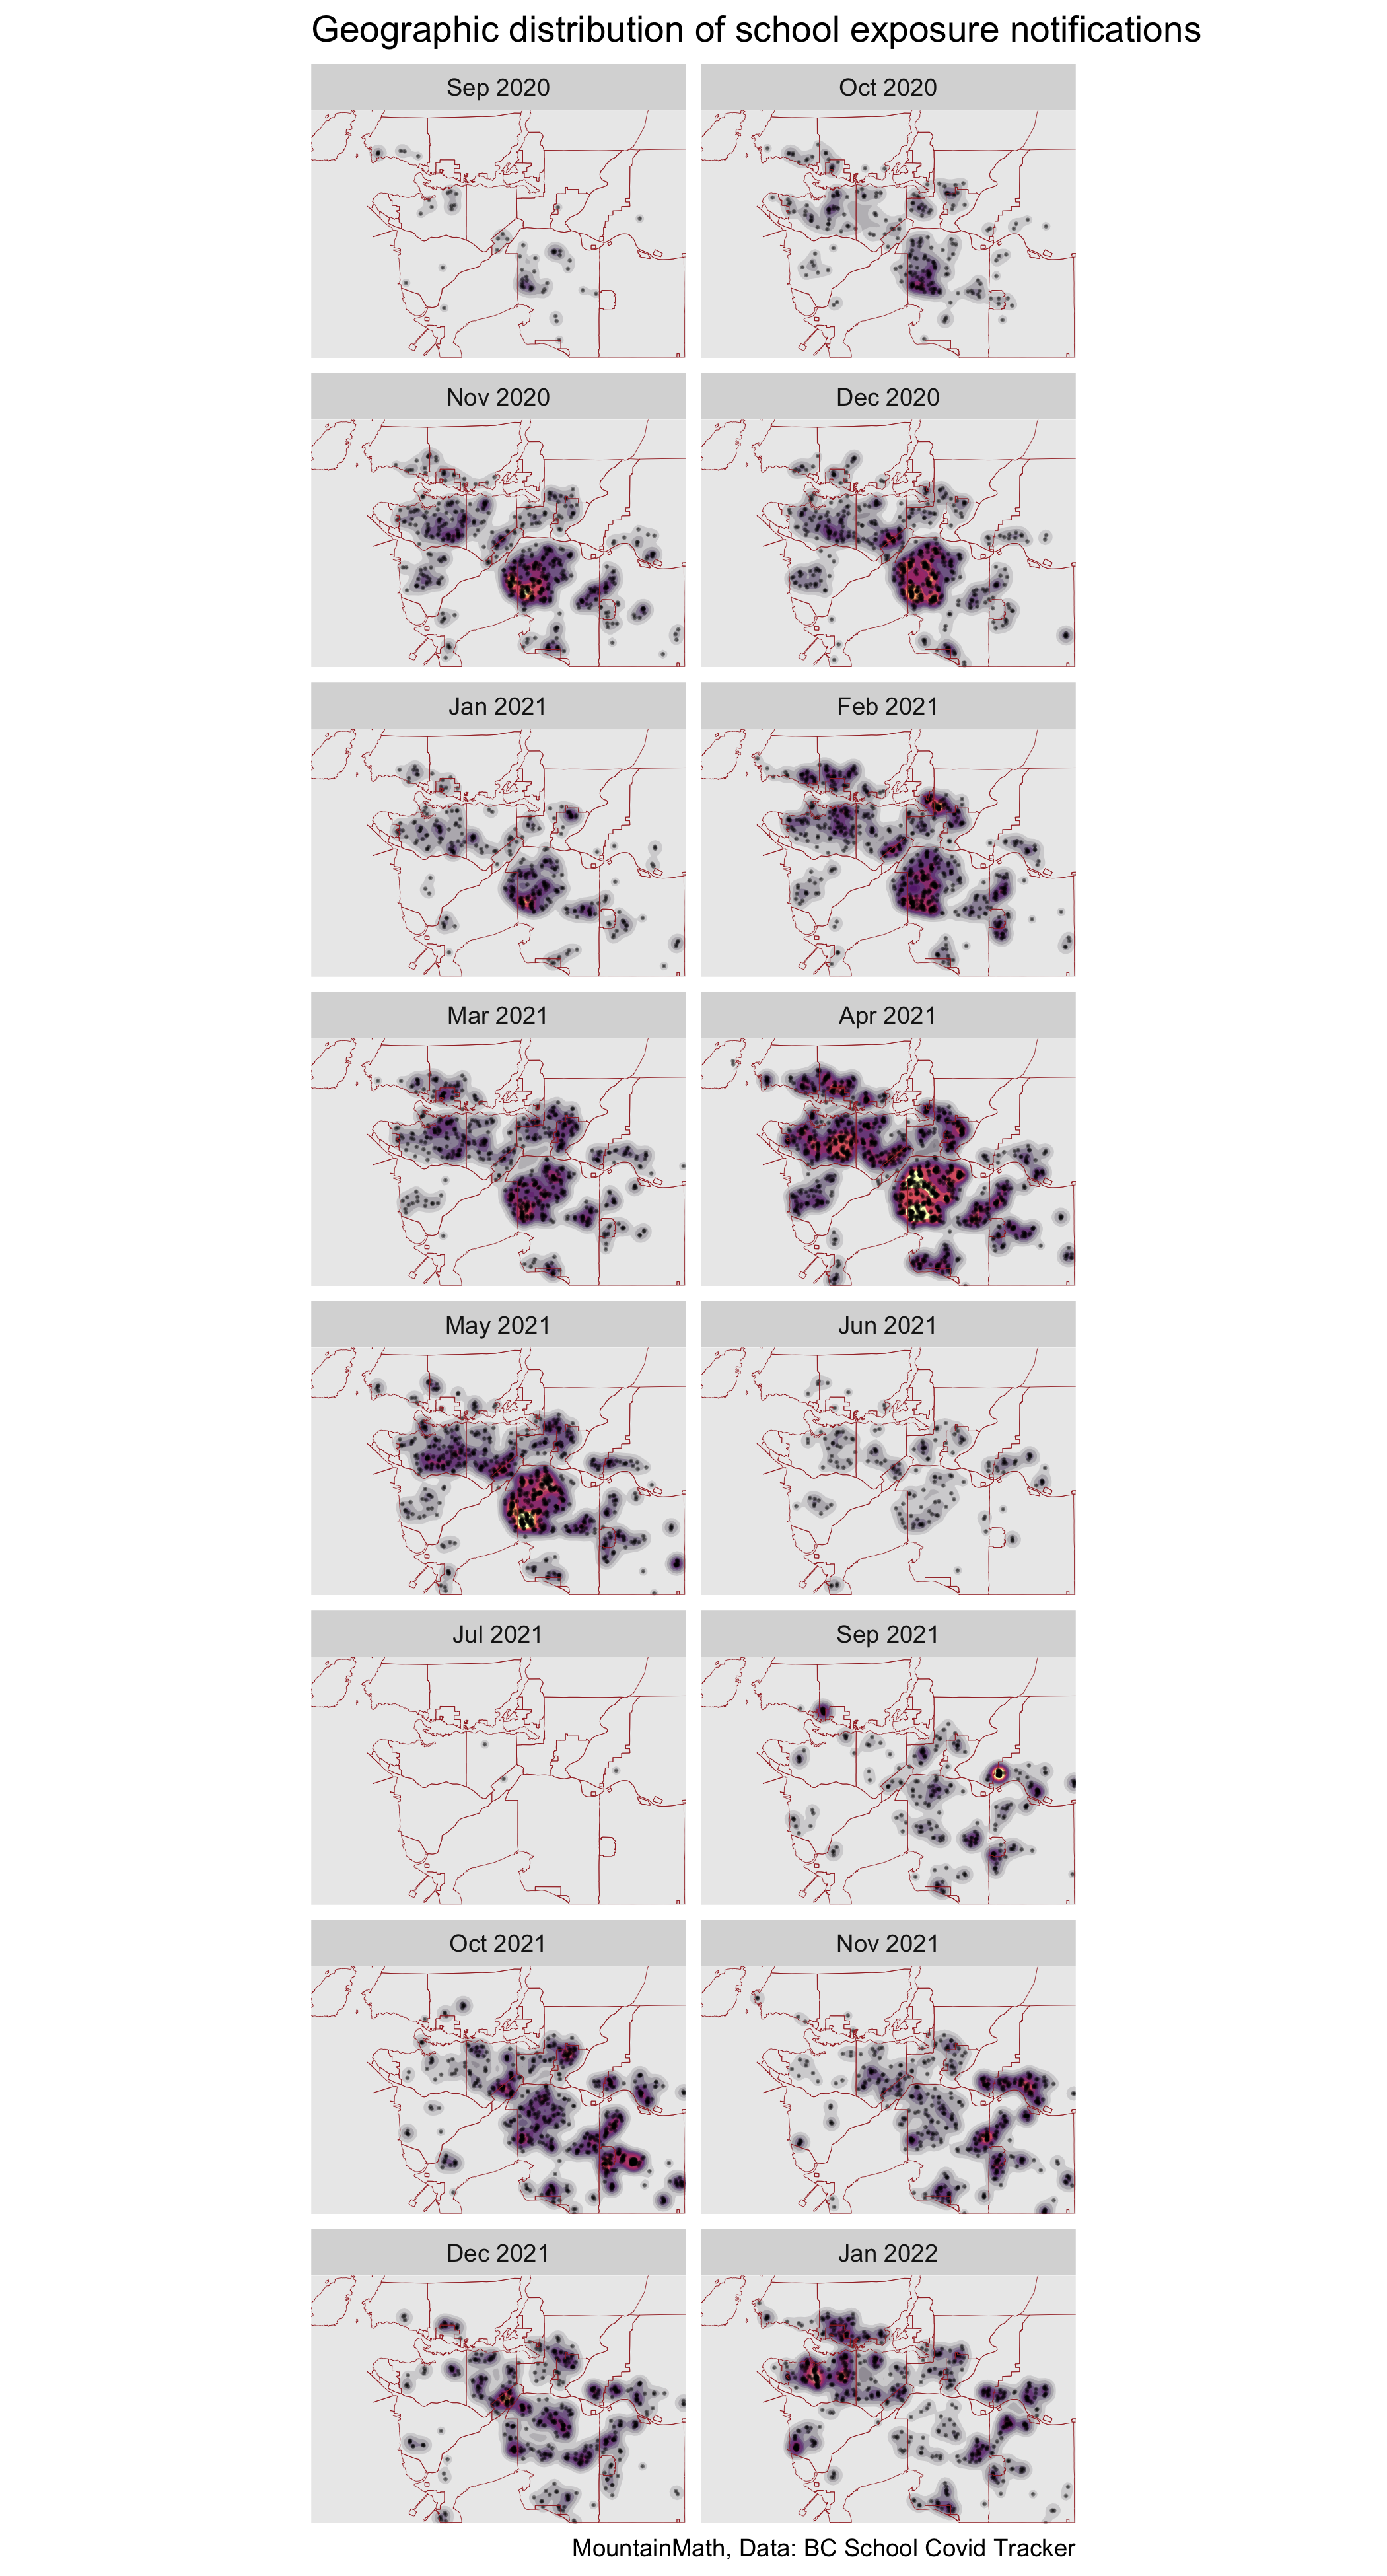 Geographic distribution of school exposure notifications
Sep 2020
Oct 2020
Nov 2020
Dec 2020
Jan 2021
Feb 2021
Mar 2021
Apr 2021
May 2021
Jun 2021
Jul 2021
Sep 2021
Oct 2021
Nov 2021
Dec 2021
Jan 2022
MountainMath, Data: BC School Covid Tracker